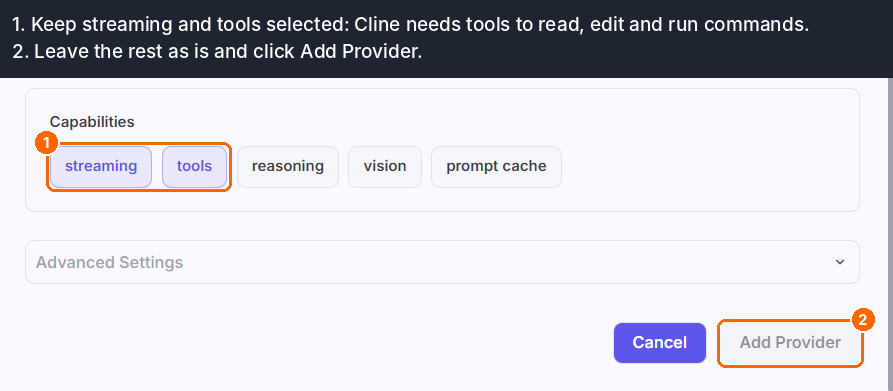 1. Keep streaming and tools selected: Cline needs tools to read, edit and run commands.
2. Leave the rest as is and click Add Provider.
Capabilities
1
streaming tools reasoning vision prompt cache
Advanced Settings
2
Cancel Add Provider